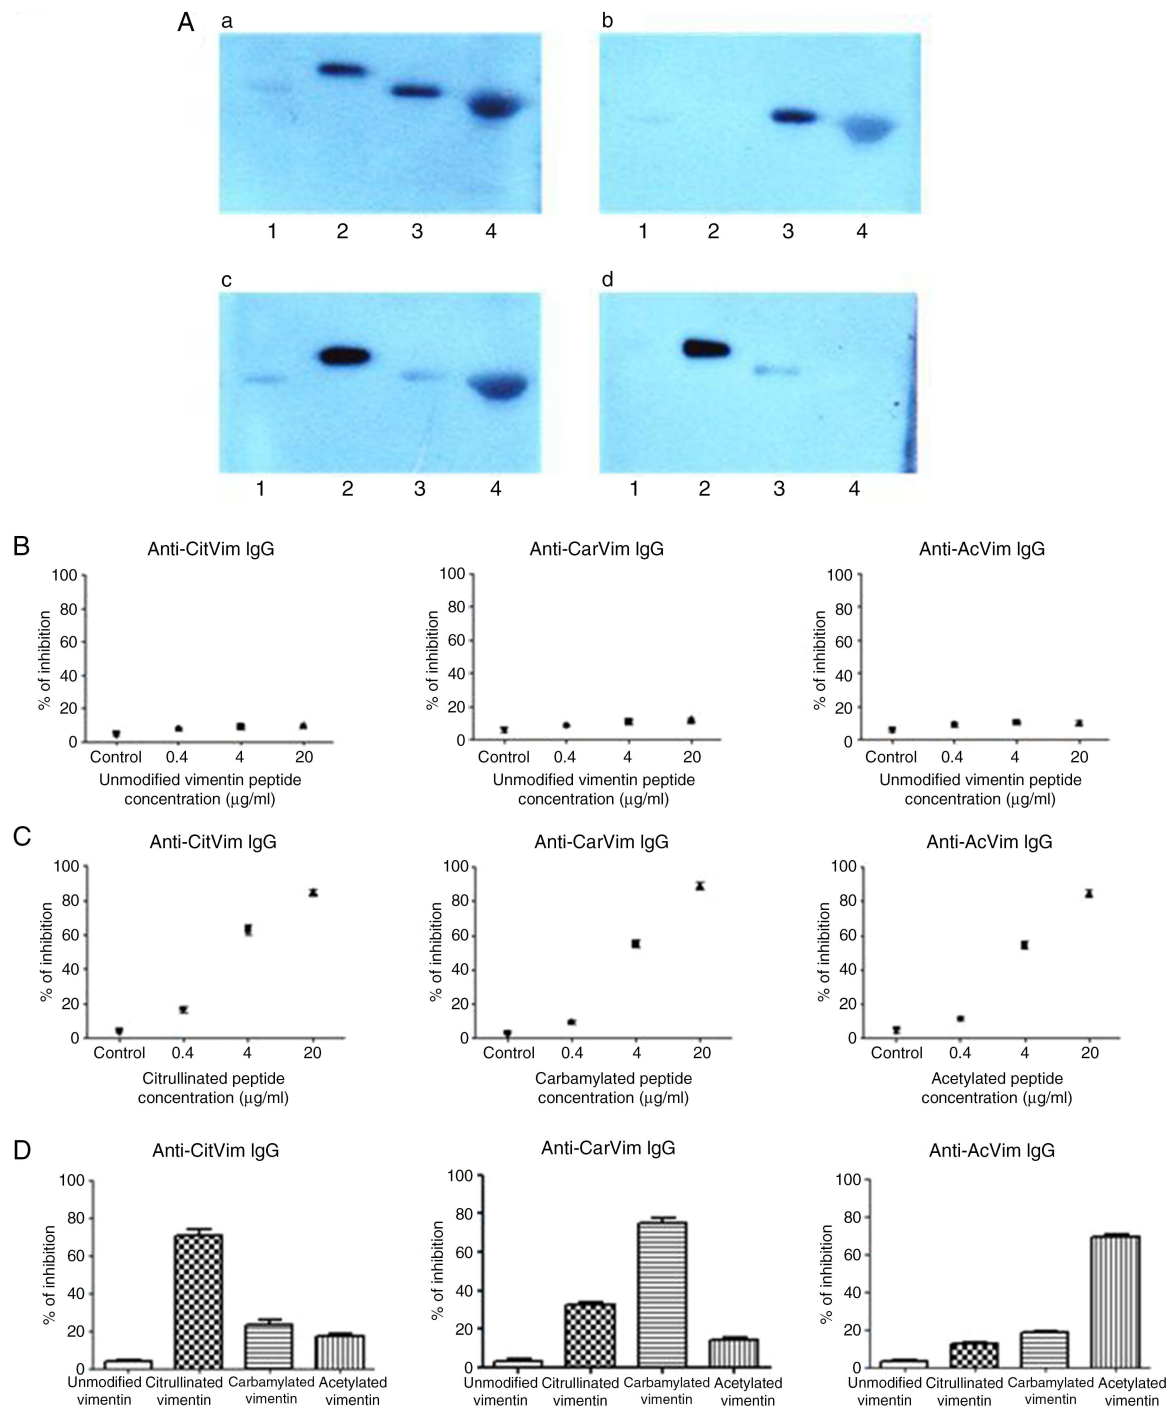 A
a
b
1 2 3 4
1 2 3 4
c
d
1 2 3 4
1 2 3 4
B
Anti-CitVim IgG
Anti-CarVim IgG
Anti-AcVim IgG
% of inhibition
100
80
60
40
20
0
Control 0.4 4 20
Unmodified vimentin peptide
concentration (μg/ml)
% of inhibition
100
80
60
40
20
0
Control 0.4 4 20
Unmodified vimentin peptide
concentration (μg/ml)
% of inhibition
100
80
60
40
20
0
Control 0.4 4 20
Unmodified vimentin peptide
concentration (μg/ml)
C
Anti-CitVim IgG
Anti-CarVim IgG
Anti-AcVim IgG
% of inhibition
100
80
60
40
20
0
Control 0.4 4 20
Citrullinated peptide
concentration (μg/ml)
% of inhibition
100
80
60
40
20
0
Control 0.4 4 20
Carbamylated peptide
concentration (μg/ml)
% of inhibition
100
80
60
40
20
0
Control 0.4 4 20
Acetylated peptide
concentration (μg/ml)
D
Anti-CitVim IgG
Anti-CarVim IgG
Anti-AcVim IgG
% of inhibition
100
80
60
40
20
0
Unmodified Citrullinated Carbamylated Acetylated
vimentin vimentin vimentin vimentin
% of inhibition
100
80
60
40
20
0
Unmodified Citrullinated Carbamylated Acetylated
vimentin vimentin vimentin vimentin
% of inhibition
100
80
60
40
20
0
Unmodified Citrullinated Carbamylated Acetylated
vimentin vimentin vimentin vimentin